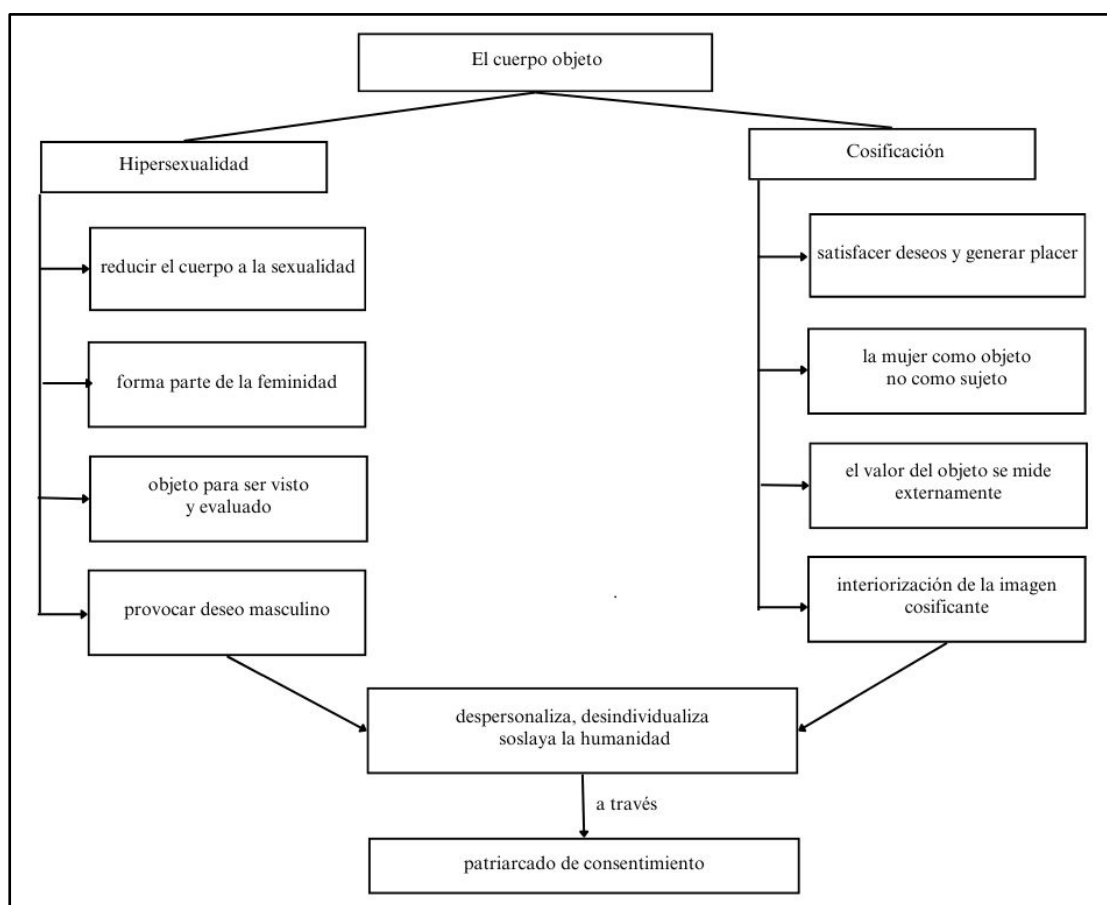 El cuerpo objeto
Hipersexualidad
reducir el cuerpo a la sexualidad
forma parte de la feminidad
objeto para ser visto
y evaluado
provocar deseo masculino
Cosificación
satisfacer deseos y generar placer
la mujer como objeto
no como sujeto
el valor del objeto se mide
externamente
interiorización de la imagen
cosificante
despersonaliza, desindividualiza
soslaya la humanidad
a través
patriarcado de consentimiento